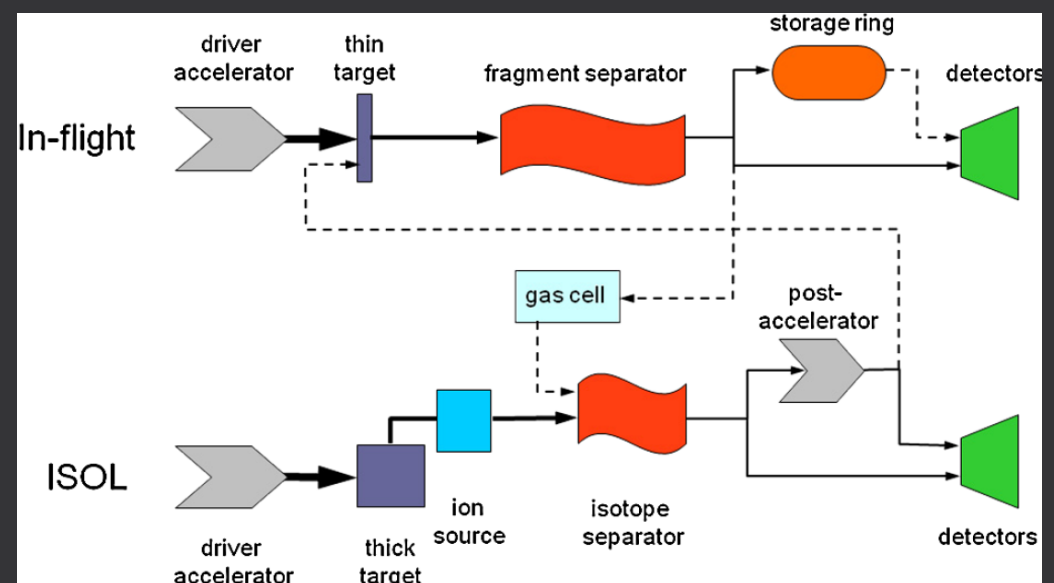 storage ring
driver
accelerator
thin
target
fragment separator
detectors
In-flight
gas cell
post-
accelerator
ISOL
ion
source
isotope
separator
detectors
driver
accelerator
thick
target